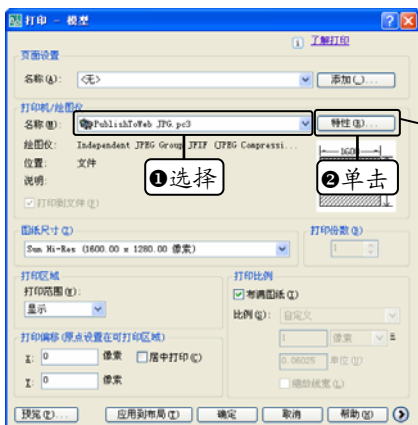 打印 - 模型
了解打印
页面设置
名称(A): <无> 添加(.)...
打印机/绘图仪
名称(M): PublishToWeb JPG.pc3 特性(R)...
绘图仪: Independent JPEG Group JFIF (JPEG Compressi...
位置: 文件
说明:
❶选择
❷单击
打印到文件(F)
图纸尺寸(Z)
打印份数(B)
Sun Hi-Res (1600.00 x 1280.00 像素)
1
打印区域
打印比例
打印范围(W):
布满图纸(I)
显示
比例(S): 自定义
打印偏移(原点设置在可打印区域)
1 像素 =
X: 0 像素 居中打印(C)
0.06025 单位(U)
Y: 0 像素
缩放线宽(L)
预览(P)... 应用到布局(T) 确定 取消 帮助(H)